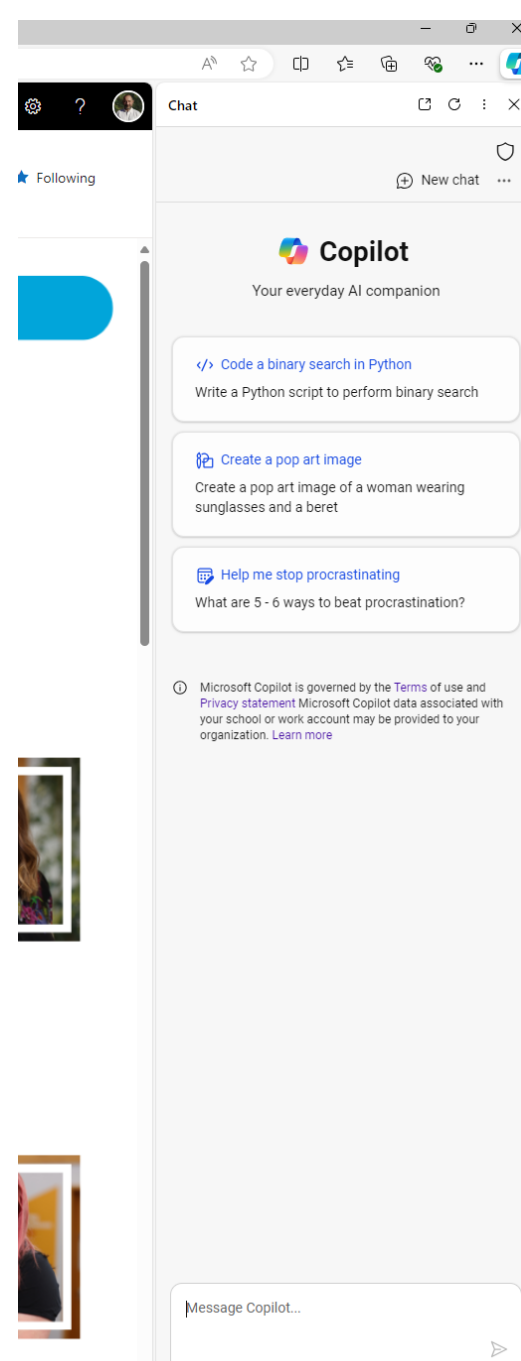 Chat
Following
New chat
Copilot
Your everyday AI companion
Code a binary search in Python
Write a Python script to perform binary search
Create a pop art image
Create a pop art image of a woman wearing
sunglasses and a beret
Help me stop procrastinating
What are 5 - 6 ways to beat procrastination?
Microsoft Copilot is governed by the Terms of use and
Privacy statement Microsoft Copilot data associated with
your school or work account may be provided to your
organization. Learn more
Message Copilot...